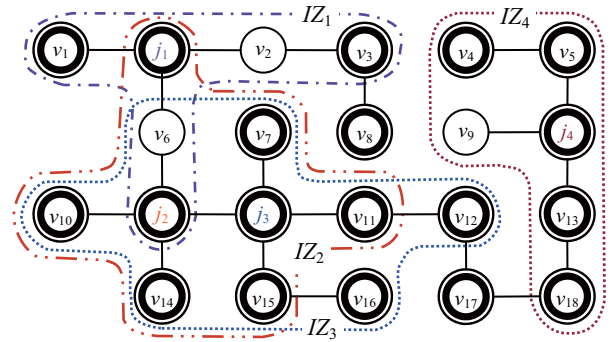 IZ₁ IZ₄
v₁ j₁ v₂ v₃ v₄ v₅
v₆ v₇ v₈ v₉ j₄
v₁₀ j₂ j₃ v₁₁ v₁₂ v₁₃
IZ₂
v₁₄ v₁₅ v₁₆ v₁₇ v₁₈
IZ₃